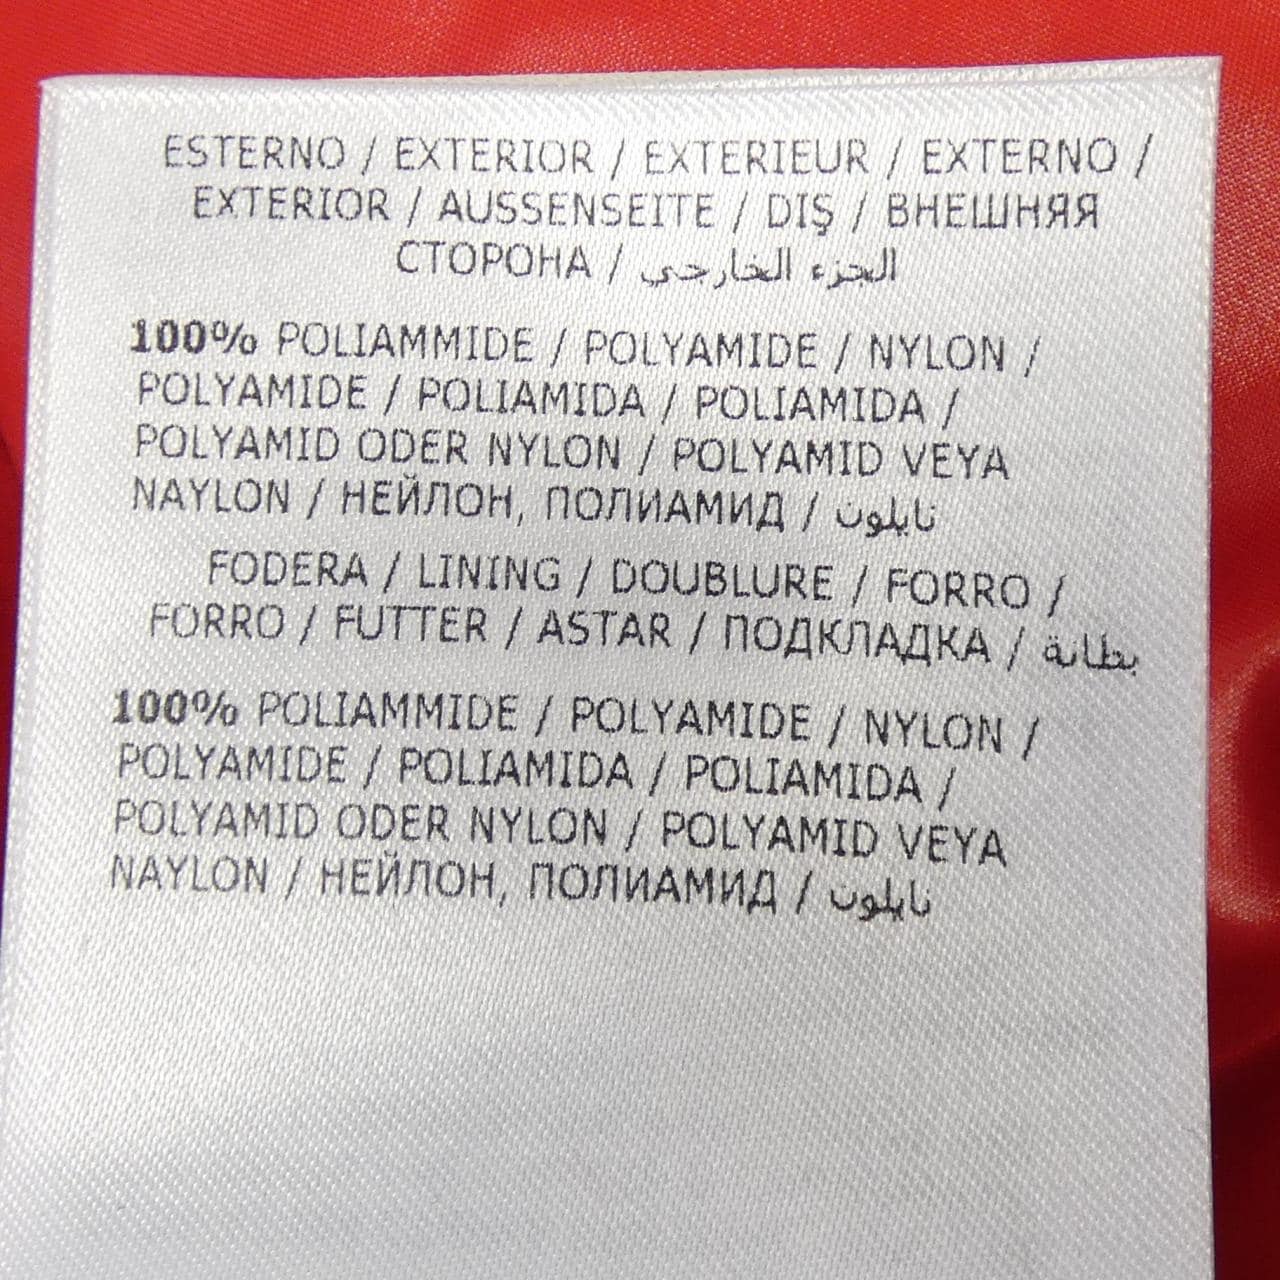 ESTERNO / EXTERIOR / EXTERIEUR / EXTERNO /
EXTERIOR / AUSSENSEITE / DIŞ / ВНЕШНЯЯ
СТОРОНА / الجزء الخارجي
100% POLIAMMIDE / POLYAMIDE / NYLON /
POLYAMIDE / POLIAMIDA / POLIAMIDA /
POLYAMID ODER NYLON / POLYAMID VEYA
NAYLON / НЕЙЛОН, ПОЛИАМИД / نايلون
FODERA / LINING / DOUBLURE / FORRO /
FORRO / FUTTER / ASTAR / ПОДКЛАДКА / بطانة
100% POLIAMMIDE / POLYAMIDE / NYLON /
POLYAMIDE / POLIAMIDA / POLIAMIDA /
POLYAMID ODER NYLON / POLYAMID VEYA
NAYLON / НЕЙЛОН, ПОЛИАМИД / نايلون